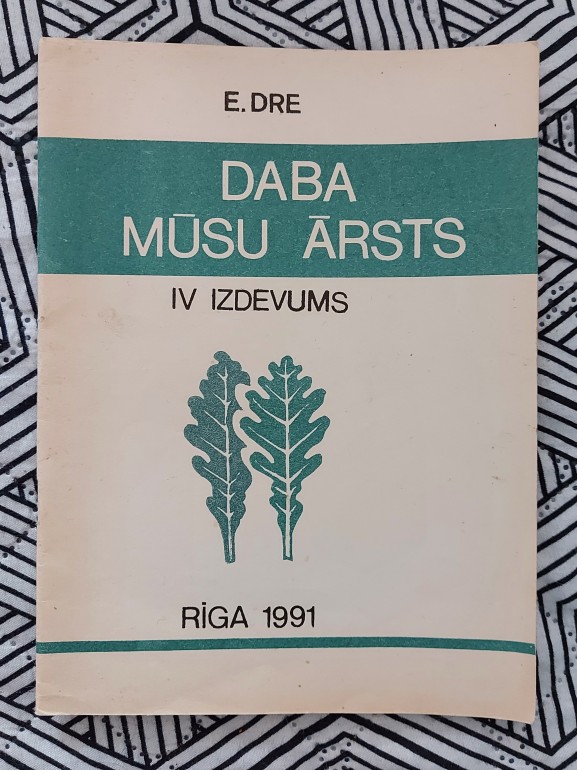 E. DRE
DABA
MŪSU ĀRSTS
IV IZDEVUMS
RĪGA 1991